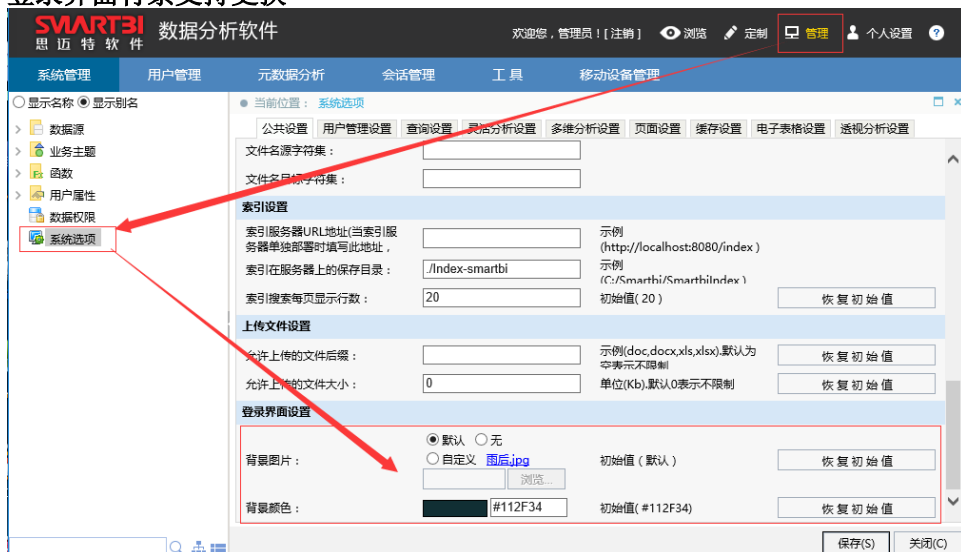 SMARTBI 数据分析软件
思迈特软件
欢迎您，管理员！[注销] 浏览 定制 管理 个人设置 ?
系统管理 用户管理 元数据分析 会话管理 工具 移动设备管理
显示名称 显示别名
数据源
业务主题
函数
用户属性
数据权限
系统选项
当前位置： 系统选项
公共设置 用户管理设置 查询设置 灵活分析设置 多维分析设置 页面设置 缓存设置 电子表格设置 透视分析设置
文件名源字符集：
文件名目标字符集：
索引设置
索引服务器URL地址(当索引服
务器单独部署时填写此地址，
示例
(http://localhost:8080/index )
索引在服务器上的保存目录： ./Index-smartbi
示例
(C:/Smartbi/SmartbiIndex )
索引搜索每页显示行数： 20 初始值( 20 ) 恢复初始值
上传文件设置
允许上传的文件后缀：
示例(doc,docx,xls,xlsx).默认为
空表示不限制
恢复初始值
允许上传的文件大小： 0 单位(Kb).默认0表示不限制 恢复初始值
登录界面设置
背景图片： 默认 无
自定义 雨后.jpg
浏览...
初始值 ( 默认 ) 恢复初始值
背景颜色： #112F34 初始值( #112F34) 恢复初始值
保存(S) 关闭(C)